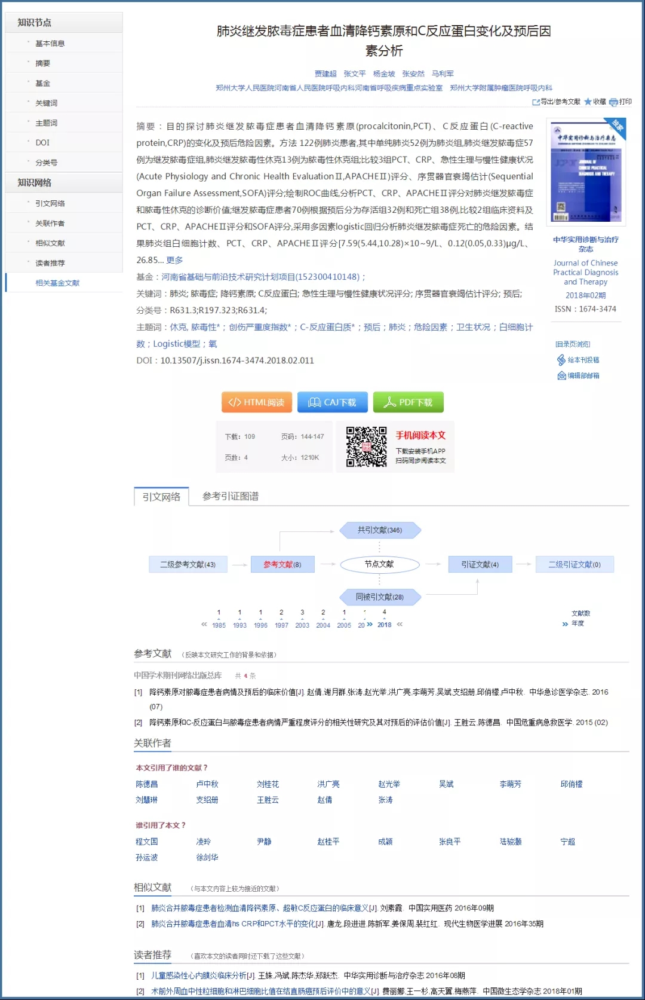 知识节点
基本信息
摘要
基金
关键词
主题词
DOI
分类号
知识网络
引文网络
关联作者
相似文献
读者推荐
相关基金文献
肺炎继发脓毒症患者血清降钙素原和C反应蛋白变化及预后因
素分析
贾建超 张文平 杨金坡 张安然 马利军
郑州大学人民医院河南省人民医院呼吸内科河南省呼吸疾病重点实验室 郑州大学附属肿瘤医院呼吸内科
导出/参考文献 收藏 打印
摘要：目的探讨肺炎继发脓毒症患者血清降钙素原(procalcitonin,PCT)、C反应蛋白(C-reactive
protein,CRP)的变化及预后危险因素。方法 122例肺炎患者,其中单纯肺炎52例为肺炎组,肺炎继发脓毒症57
例为继发脓毒症组,肺炎继发脓毒性休克13例为脓毒性休克组;比较3组PCT、CRP、急性生理与慢性健康状况
(Acute Physiology and Chronic Health EvaluationⅡ,APACHEⅡ)评分、序贯器官衰竭估计(Sequential
Organ Failure Assessment,SOFA)评分;绘制ROC曲线,分析PCT、CRP、APACHEⅡ评分对肺炎继发脓毒症
和脓毒性休克的诊断价值;继发脓毒症患者70例根据预后分为存活组32例和死亡组38例,比较2组临床资料及
PCT、CRP、APACHEⅡ评分和SOFA评分,采用多因素logistic回归分析肺炎继发脓毒症死亡的危险因素。结
果肺炎组白细胞计数、PCT、CRP、APACHEⅡ评分[7.59(5.44,10.28)×10~9/L、0.12(0.05,0.33)μg/L、
26.85... 更多
基金：河南省基础与前沿技术研究计划项目(152300410148)；
关键词：肺炎; 脓毒症; 降钙素原; C反应蛋白; 急性生理与慢性健康状况评分; 序贯器官衰竭估计评分; 预后;
分类号：R631.3;R197.323;R631.4;
主题词：休克, 脓毒性*；创伤严重度指数*；C-反应蛋白质*；预后；肺炎；危险因素；卫生状况；白细胞计
数；Logistic模型；氧
DOI：10.13507/j.issn.1674-3474.2018.02.011
独家
中华实用诊断与治疗杂志
JOURNAL OF
CHINESE PRACTICAL
DIAGNOSIS AND THERAPY
中华实用诊断与治疗
杂志
Journal of Chinese
Practical Diagnosis
and Therapy
2018年02期
ISSN：1674-3474
[目录页浏览]
给本刊投稿
编辑部邮箱
HTML阅读 CAJ下载 PDF下载
下载：109 页码：144-147
页数：4 大小：1210K
手机阅读本文
下载安装手机APP
扫码同步阅读本文
引文网络 参考引证图谱
共引文献(346)
二级参考文献(43) 参考文献(8) 节点文献 引证文献(4) 二级引证文献(0)
同被引文献(28)
1 1 1 2 3 2 1 1 4 文献数
« 1985 1993 1996 1997 2003 2004 2005 20 » 2018 « » 年度
参考文献 （反映本文研究工作的背景和依据）
中国学术期刊网络出版总库 共 4 条
[1] 降钙素原对脓毒症患者病情及预后的临床价值[J]. 赵倩,谢月群,张涛,赵光举,洪广亮,李萌芳,吴斌,支绍册,邱俏檬,卢中秋. 中华急诊医学杂志. 2016
(07)
[2] 降钙素原和C-反应蛋白与脓毒症患者病情严重程度评分的相关性研究及其对预后的评估价值[J]. 王胜云,陈德昌. 中国危重病急救医学. 2015 (02)
关联作者
本文引用了谁的文献？
陈德昌 卢中秋 刘桂花 洪广亮 赵光举 吴斌 李萌芳 邱俏檬
刘慧琳 支绍册 王胜云 赵倩 张涛
谁引用了本文？
程文国 凌玲 尹静 赵桂平 成颖 张良平 陆骏灏 宁超
孙运波 徐剑华
相似文献 （与本文内容上较为接近的文献）
[1] 肺炎合并脓毒症患者检测血清降钙素原、超敏C反应蛋白的临床意义[J]. 刘素霞. 中国实用医药 2016年09期
[2] 肺炎合并脓毒症患者血清hs CRP和PCT水平的变化[J]. 唐龙,段进进,陈新军,姜保周,裴红红. 现代生物医学进展 2016年35期
读者推荐 （喜欢本文的读者同时还下载了这些文献）
[1] 儿童感染性心内膜炎临床分析[J]. 王姝,冯斌,陈杰华,郑跃杰. 中华实用诊断与治疗杂志 2016年08期
[2] 术前外周血中性粒细胞和淋巴细胞比值在结直肠癌预后评价中的意义[J]. 费丽娜,王一杉,高天翼,梅燕萍. 中国微生态学杂志 2018年01期